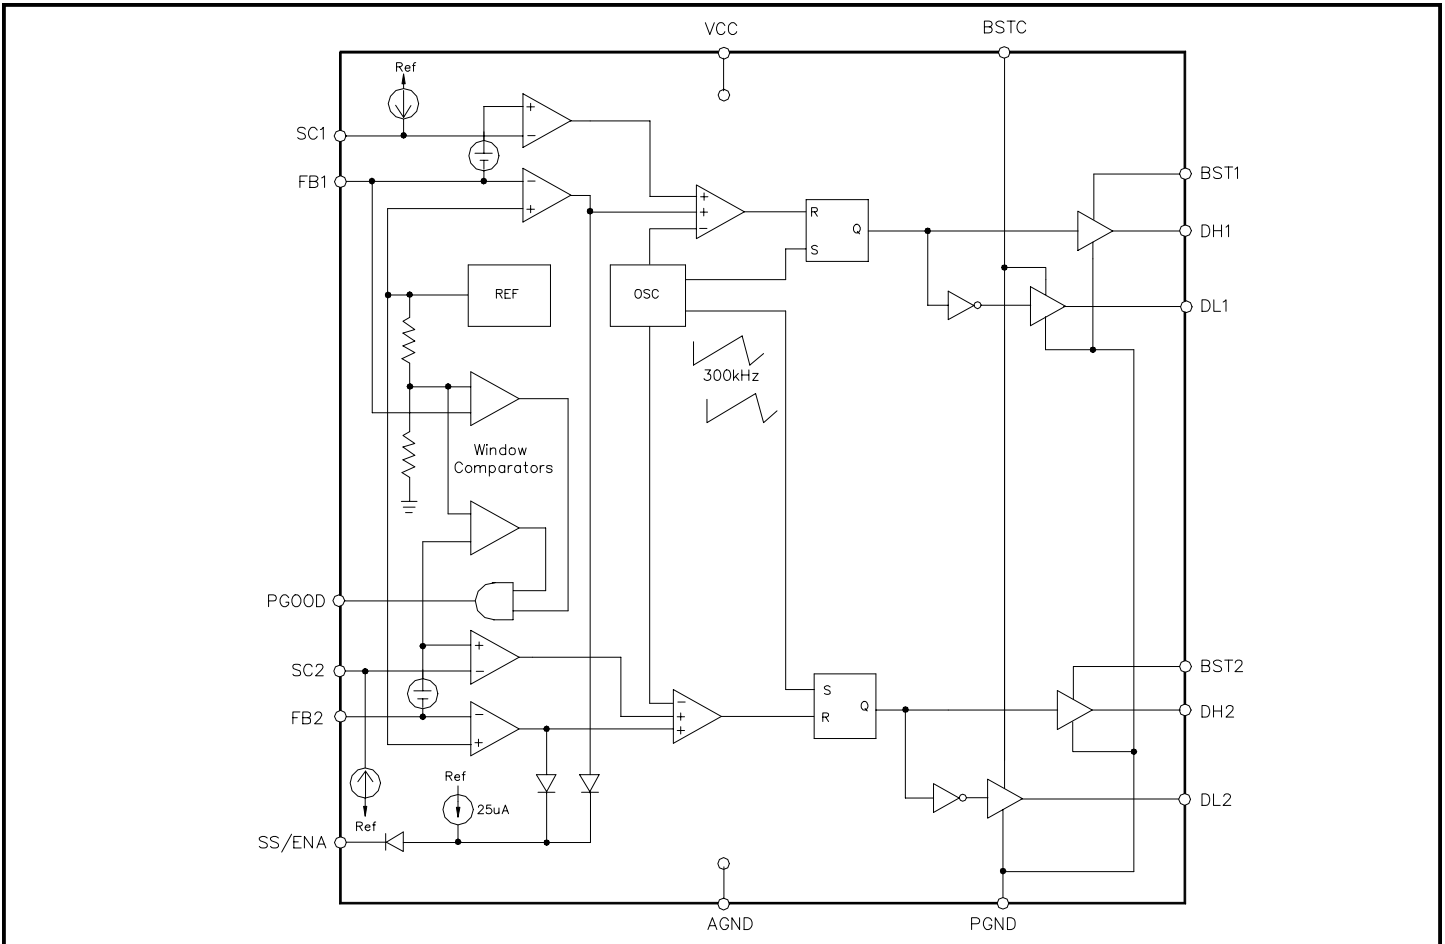 VCC BSTC
Ref
SC1
+
−
FB1
−
+
+
+
−
R
Q
S
BST1
DH1
REF
OSC
DL1
300kHz
Window
Comparators
PGOOD
+
−
SC2
BST2
−
+
+
S
Q
R
FB2
−
+
DH2
Ref
25uA
Ref
DL2
SS/ENA
AGND PGND